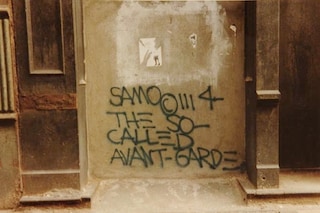 SAMO©!!! 4-
THE SO-
CALLED
AVANT-GARDE